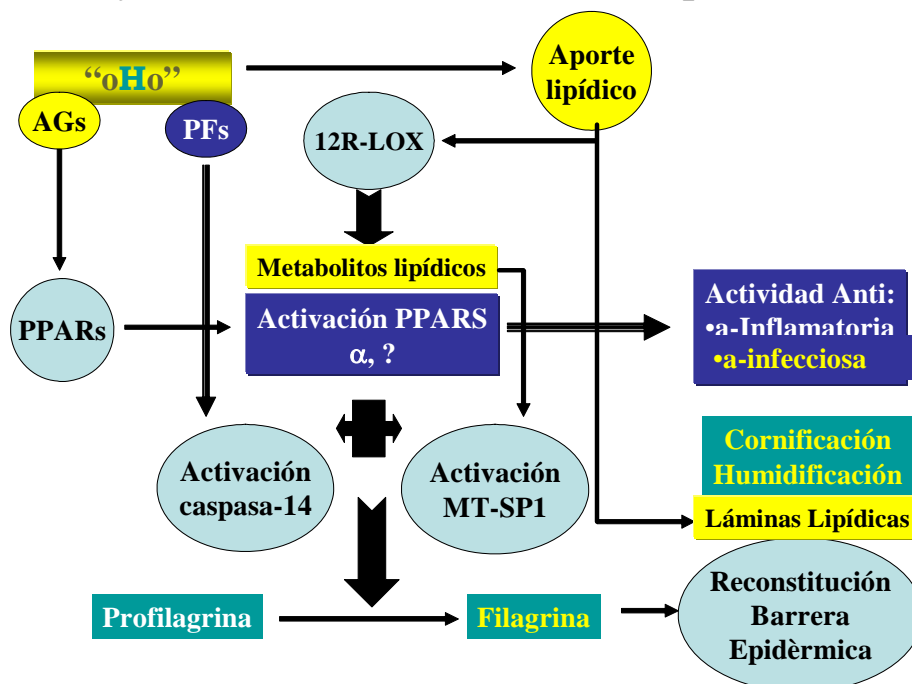 “oHo”
Aporte
lipídico
AGs
PFs
12R-LOX
Metabolitos lipídicos
PPARs
Activación PPARS
α, ?
Actividad Anti:
•a-Inflamatoria
•a-infecciosa
Activación
caspasa-14
Activación
MT-SP1
Cornificación
Humidificación
Láminas Lipídicas
Profilagrina
Filagrina
Reconstitución
Barrera
Epidèrmica